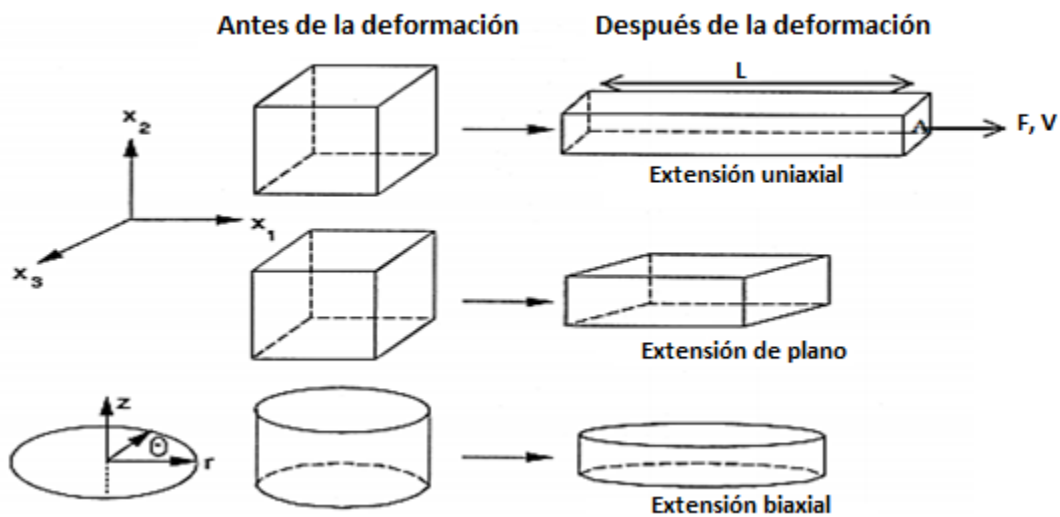 Antes de la deformación
Después de la deformación
L
x2
A
F, V
x1
Extensión uniaxial
x3
Extensión de plano
z
Θ
r
Extensión biaxial